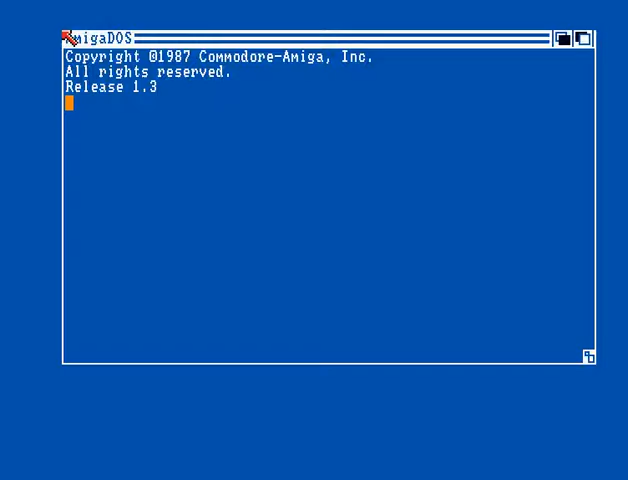 AmigaDOS
Copyright ©1987 Commodore-Amiga, Inc.
All rights reserved.
Release 1.3